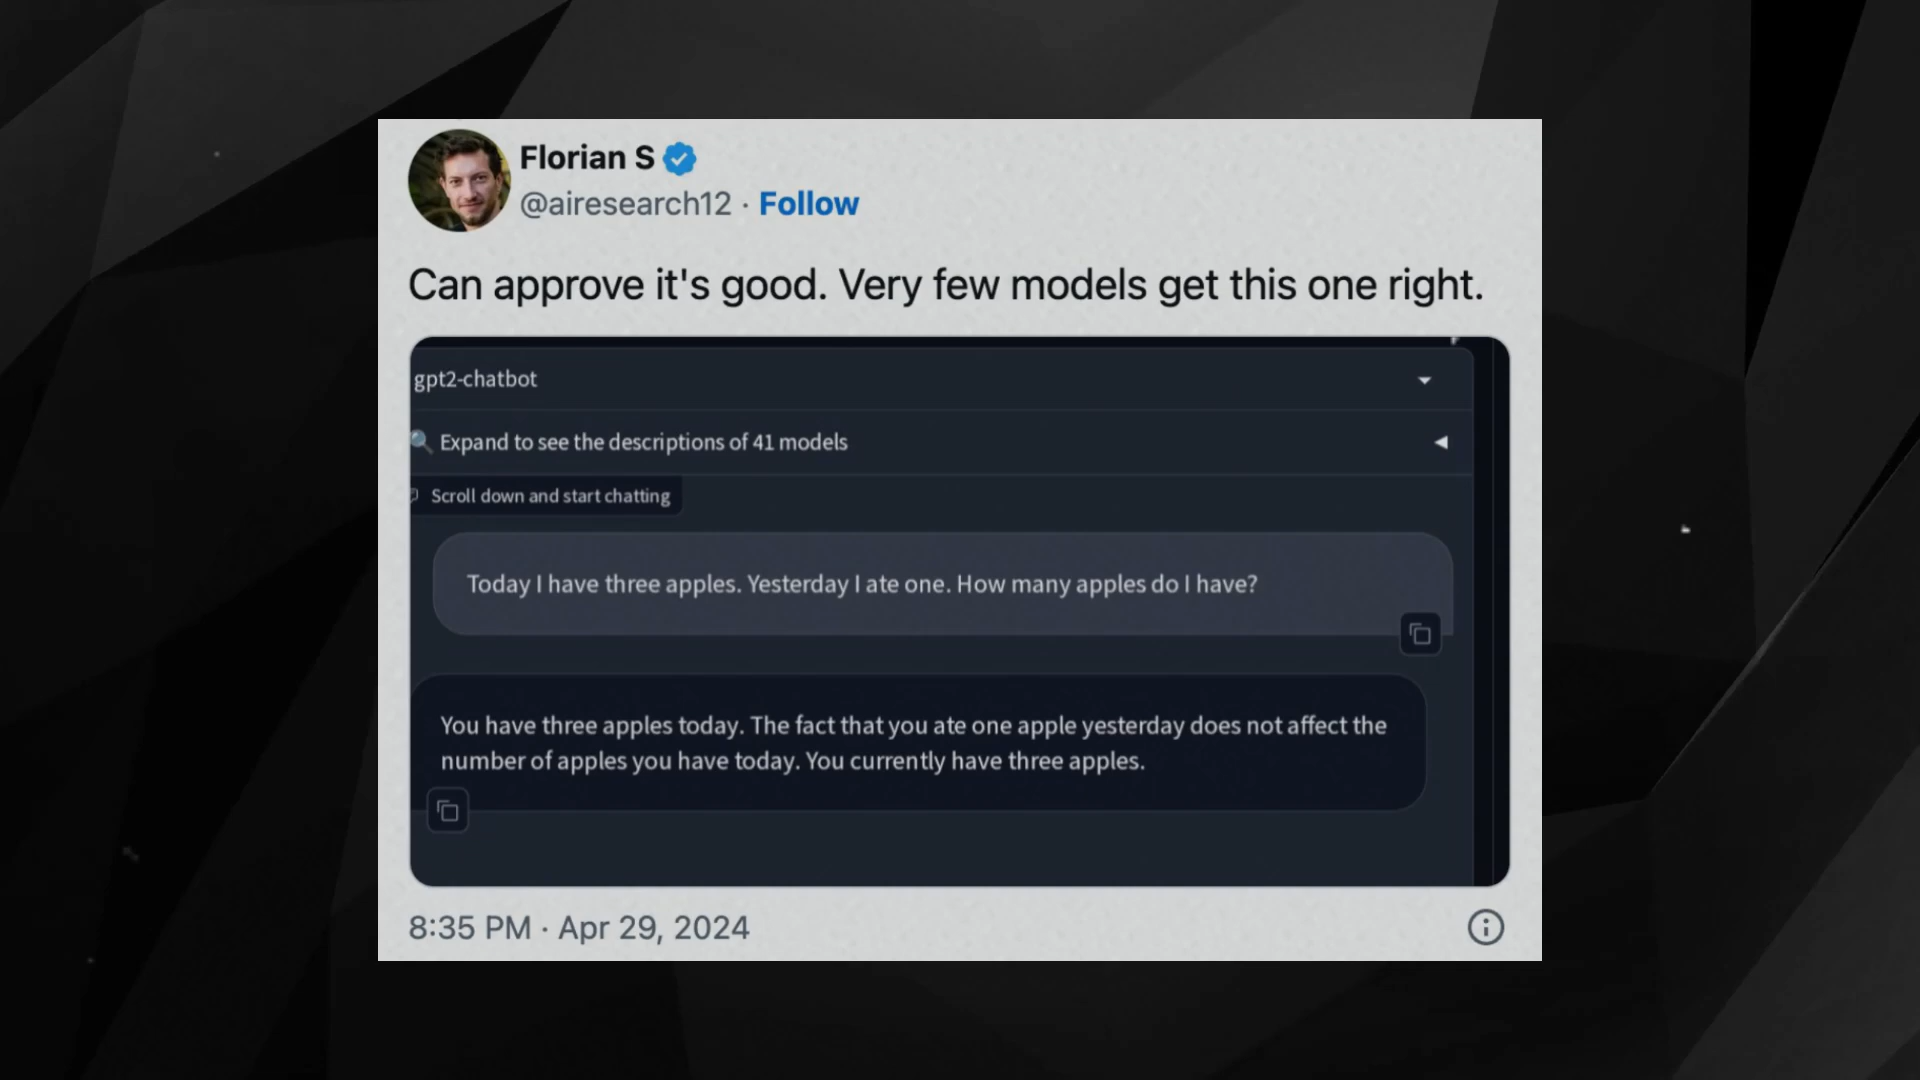 Florian S
@airesearch12 · Follow
Can approve it's good. Very few models get this one right.
gpt2-chatbot
Expand to see the descriptions of 41 models
Scroll down and start chatting
Today I have three apples. Yesterday I ate one. How many apples do I have?
You have three apples today. The fact that you ate one apple yesterday does not affect the
number of apples you have today. You currently have three apples.
8:35 PM · Apr 29, 2024